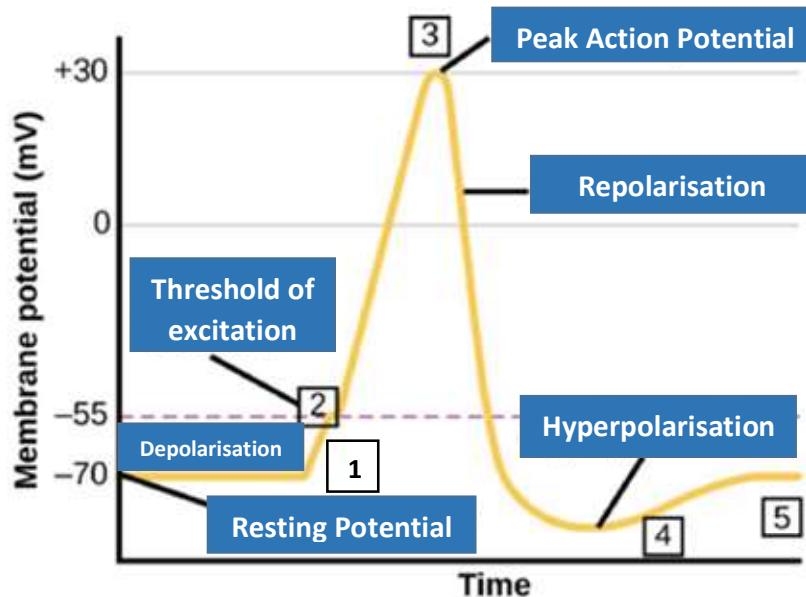 3
Peak Action Potential
+30
Repolarisation
0
Threshold of
excitation
Membrane potential (mV)
–55
2
Hyperpolarisation
Depolarisation
1
–70
Resting Potential
4
5
Time